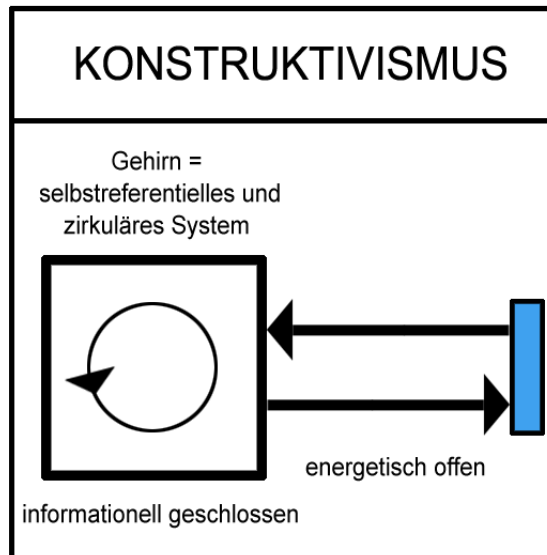 KONSTRUKTIVISMUS
Gehirn =
selbstreferentielles und
zirkuläres System
energetisch offen
informationell geschlossen